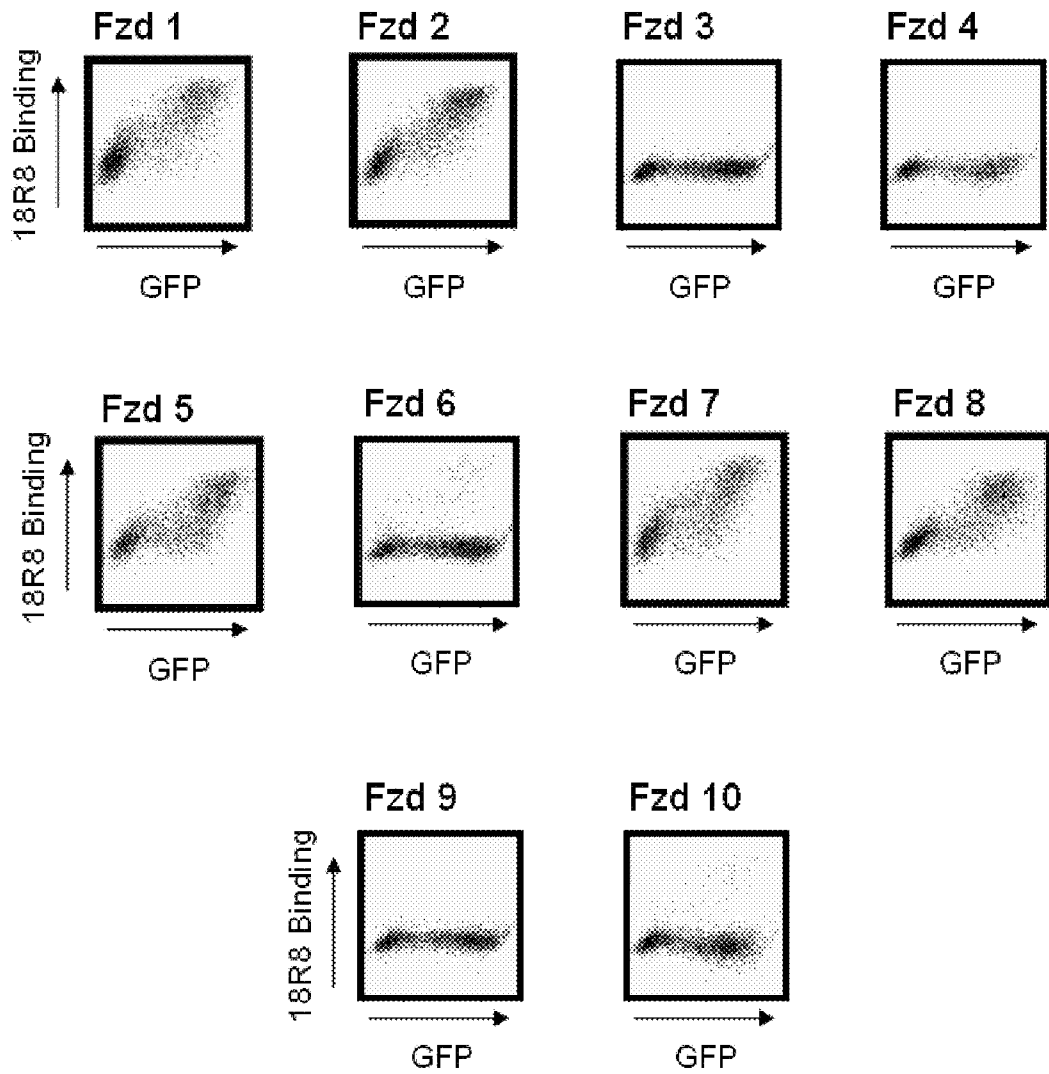 Fzd 1
Fzd 2
Fzd 3
Fzd 4
18R8 Binding
GFP
GFP
GFP
GFP
Fzd 5
Fzd 6
Fzd 7
Fzd 8
18R8 Binding
GFP
GFP
GFP
GFP
Fzd 9
Fzd 10
18R8 Binding
GFP
GFP